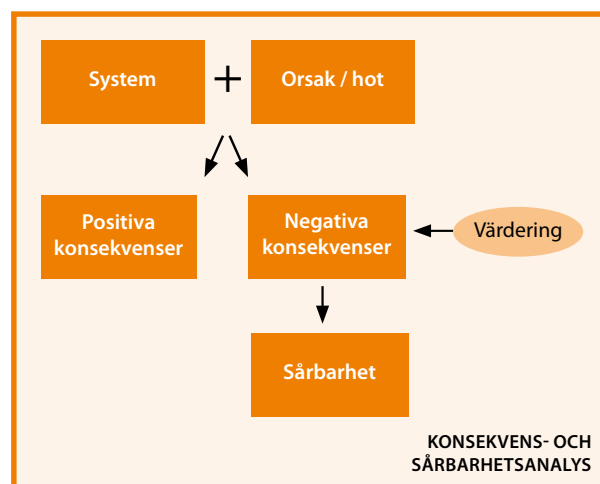 System
+
Orsak / hot
Positiva
konsekvenser
Negativa
konsekvenser
Värdering
Sårbarhet
KONSEKVENS- OCH
SÅRBARHETSANALYS